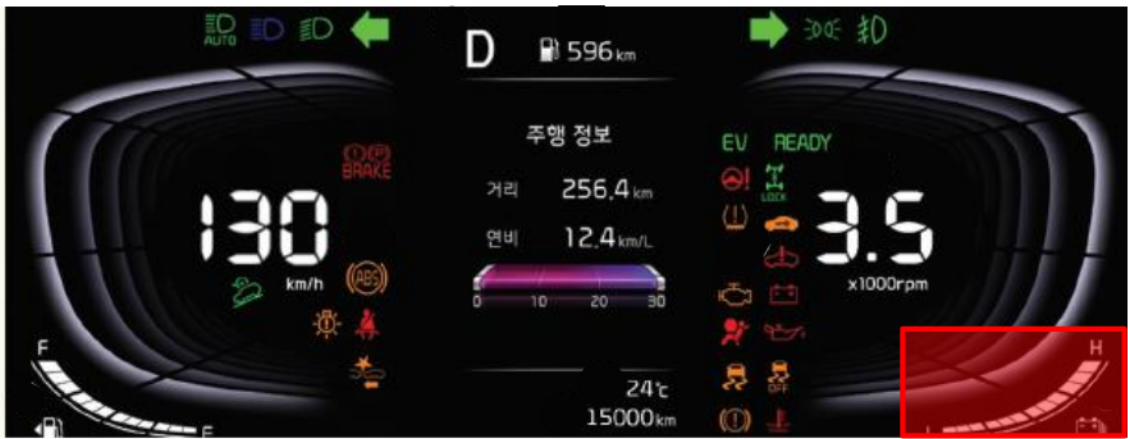 AUTO
D
596 km
주행 정보
거리 256.4 km
연비 12.4 km/L
0 10 20 30
24℃
15000 km
BRAKE
130
km/h
ABS
F
E
EV READY
LOCK
3.5
x1000rpm
OFF
H
L